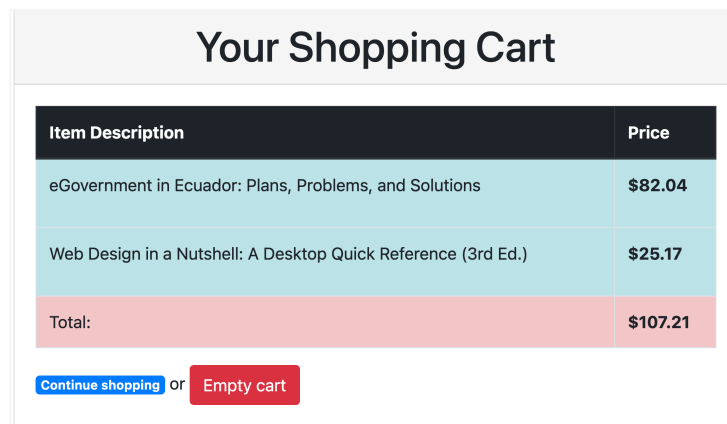 Your Shopping Cart
Item Description Price
eGovernment in Ecuador: Plans, Problems, and Solutions $82.04
Web Design in a Nutshell: A Desktop Quick Reference (3rd Ed.) $25.17
Total: $107.21
Continue shopping or Empty cart